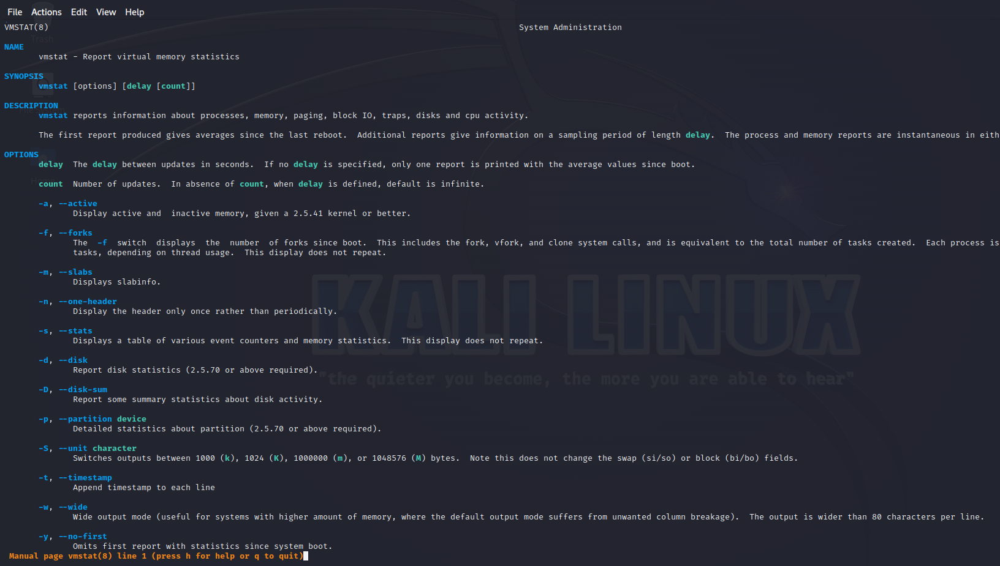 File Actions Edit View Help
VMSTAT(8) System Administration
Trash
NAME
vmstat - Report virtual memory statistics
SYNOPSIS
vmstat [options] [delay [count]]
DESCRIPTION
vmstat reports information about processes, memory, paging, block IO, traps, disks and cpu activity.
The first report produced gives averages since the last reboot.  Additional reports give information on a sampling period of length delay.  The process and memory reports are instantaneous in eith
OPTIONS
delay  The delay between updates in seconds.  If no delay is specified, only one report is printed with the average values since boot.
count  Number of updates.  In absence of count, when delay is defined, default is infinite.
-a, --active
Display active and  inactive memory, given a 2.5.41 kernel or better.
-f, --forks
The  -f  switch  displays  the  number  of forks since boot.  This includes the fork, vfork, and clone system calls, and is equivalent to the total number of tasks created.  Each process is
tasks, depending on thread usage.  This display does not repeat.
-m, --slabs
Displays slabinfo.
-n, --one-header
Display the header only once rather than periodically.
-s, --stats
Displays a table of various event counters and memory statistics.  This display does not repeat.
-d, --disk
Report disk statistics (2.5.70 or above required).
-D, --disk-sum
Report some summary statistics about disk activity.
-p, --partition device
Detailed statistics about partition (2.5.70 or above required).
-S, --unit character
Switches outputs between 1000 (k), 1024 (K), 1000000 (m), or 1048576 (M) bytes.  Note this does not change the swap (si/so) or block (bi/bo) fields.
-t, --timestamp
Append timestamp to each line
-w, --wide
Wide output mode (useful for systems with higher amount of memory, where the default output mode suffers from unwanted column breakage).  The output is wider than 80 characters per line.
-y, --no-first
Omits first report with statistics since system boot.
Manual page vmstat(8) line 1 (press h for help or q to quit)
KALI LINUX
"the quieter you become, the more you are able to hear"